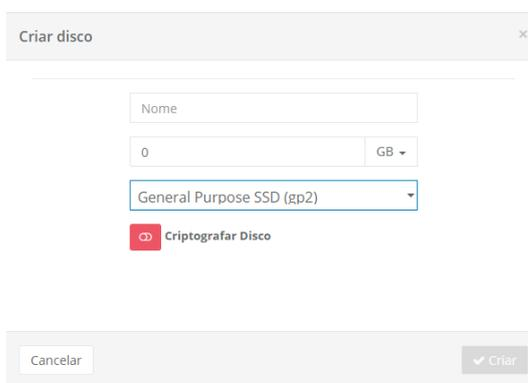 Criar disco
×
Nome
0 GB
General Purpose SSD (gp2)
Criptografar Disco
Cancelar
Criar